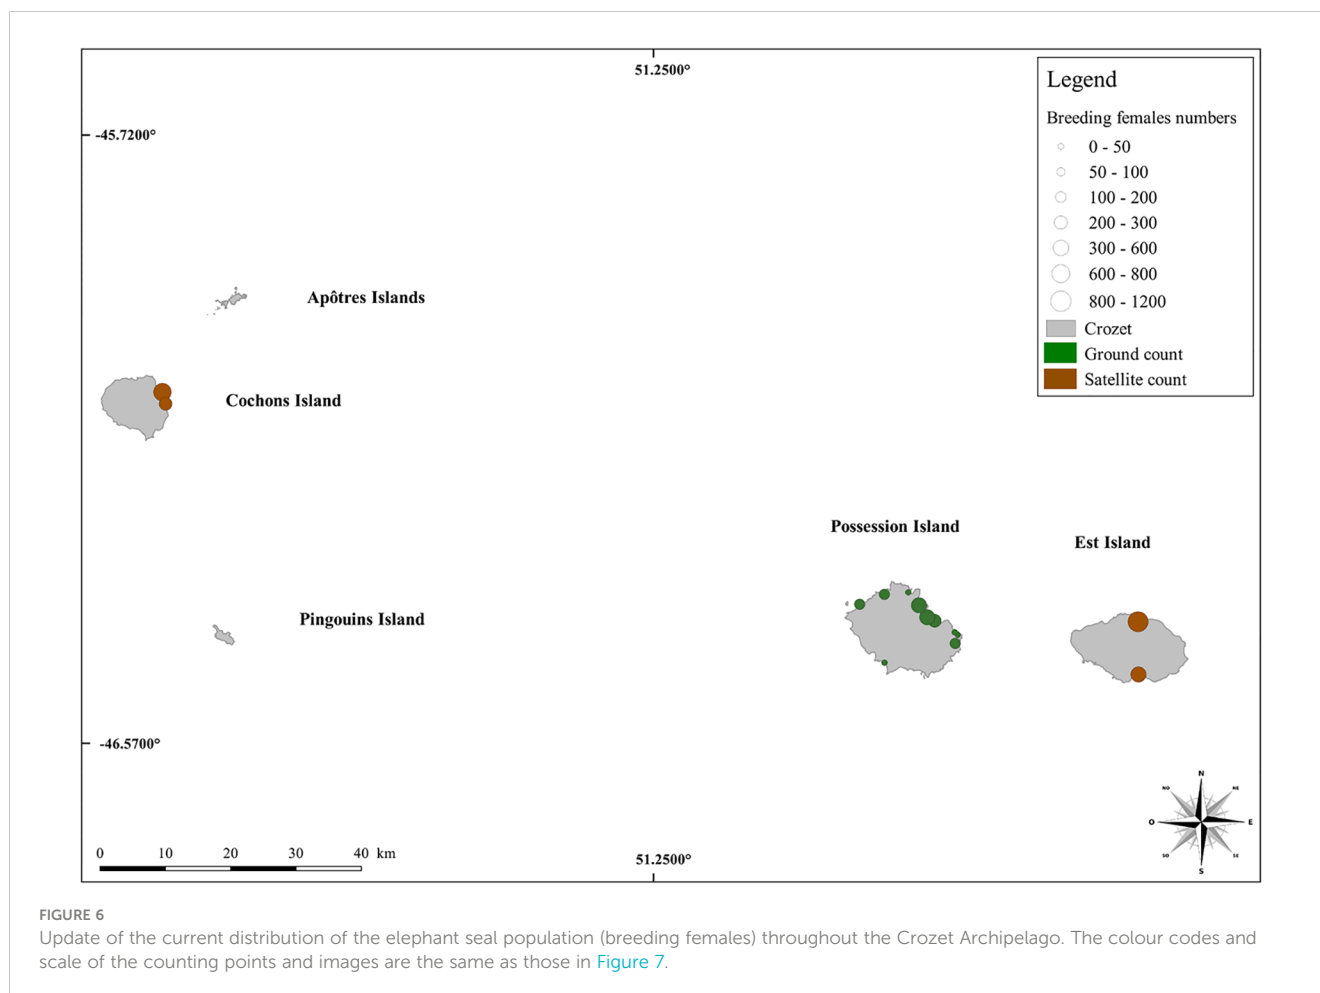 51.2500°
-45.7200°
Legend
Breeding females numbers
0 - 50
50 - 100
100 - 200
200 - 300
300 - 600
600 - 800
800 - 1200
Crozet
Ground count
Satellite count
Apôtres Islands
Cochons Island
Possession Island
Est Island
Pingouins Island
-46.5700°
N
NO
NE
O
E
SO
SE
S
0 10 20 30 40 km
51.2500°
FIGURE 6
Update of the current distribution of the elephant seal population (breeding females) throughout the Crozet Archipelago. The colour codes and
scale of the counting points and images are the same as those in Figure 7.